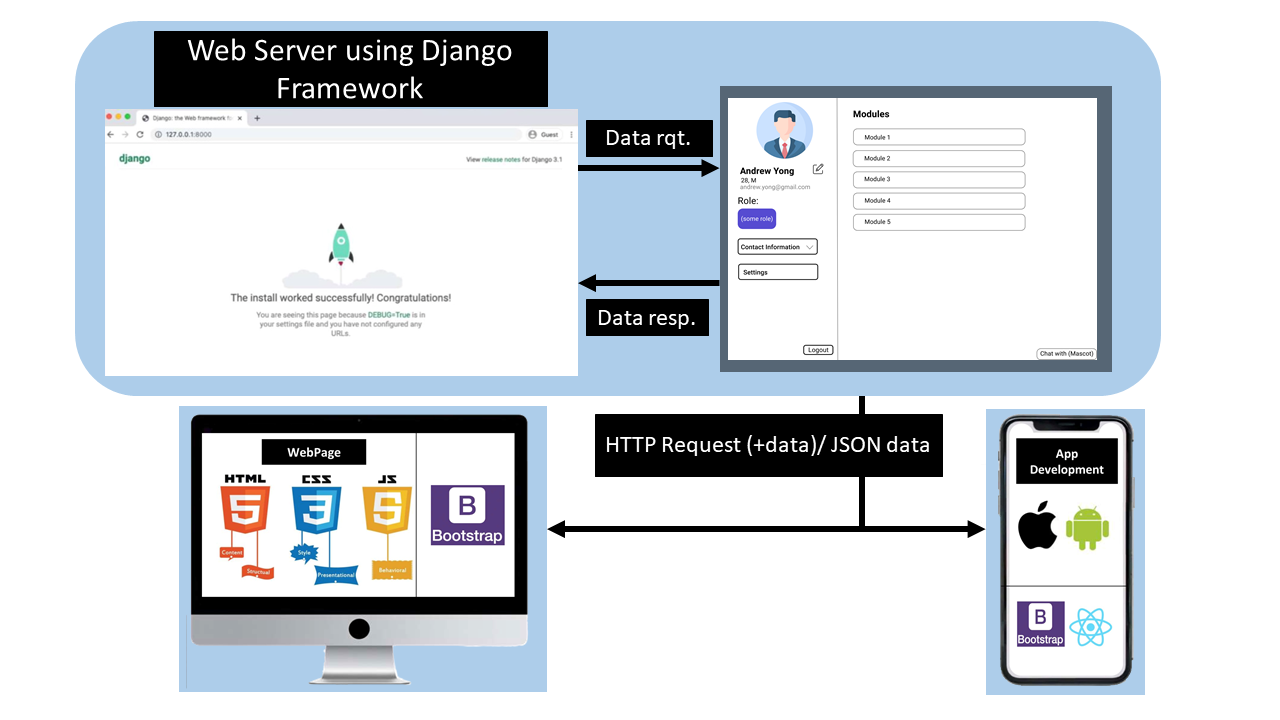 Web Server using Django
Framework
Django: the Web framework fo
127.0.0.1:8000
Guest
django
View release notes for Django 3.1
The install worked successfully! Congratulations!
You are seeing this page because DEBUG=True is in
your settings file and you have not configured any
URLs.
Data rqt.
Data resp.
Andrew Yong
28, M
andrew.yong@gmail.com
Role:
(some role)
Contact Information
Settings
Logout
Modules
Module 1
Module 2
Module 3
Module 4
Module 5
Chat with (Mascot)
HTTP Request (+data)/ JSON data
WebPage
HTML
CSS
JS
5
3
5
Content
Structual
Style
Presentational
Behavioral
B
Bootstrap
App
Development
B
Bootstrap